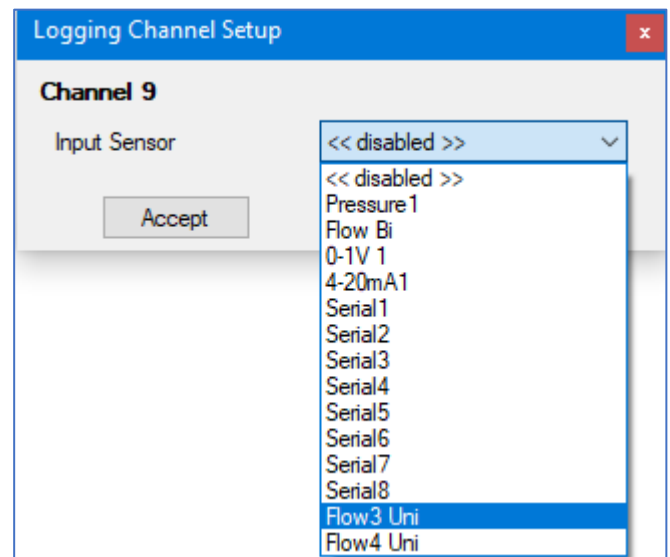 Logging Channel Setup x
Channel 9
Input Sensor << disabled >>
<< disabled >>
Pressure1
Flow Bi
0-1V 1
4-20mA1
Serial1
Serial2
Serial3
Serial4
Serial5
Serial6
Serial7
Serial8
Flow3 Uni
Flow4 Uni
Accept